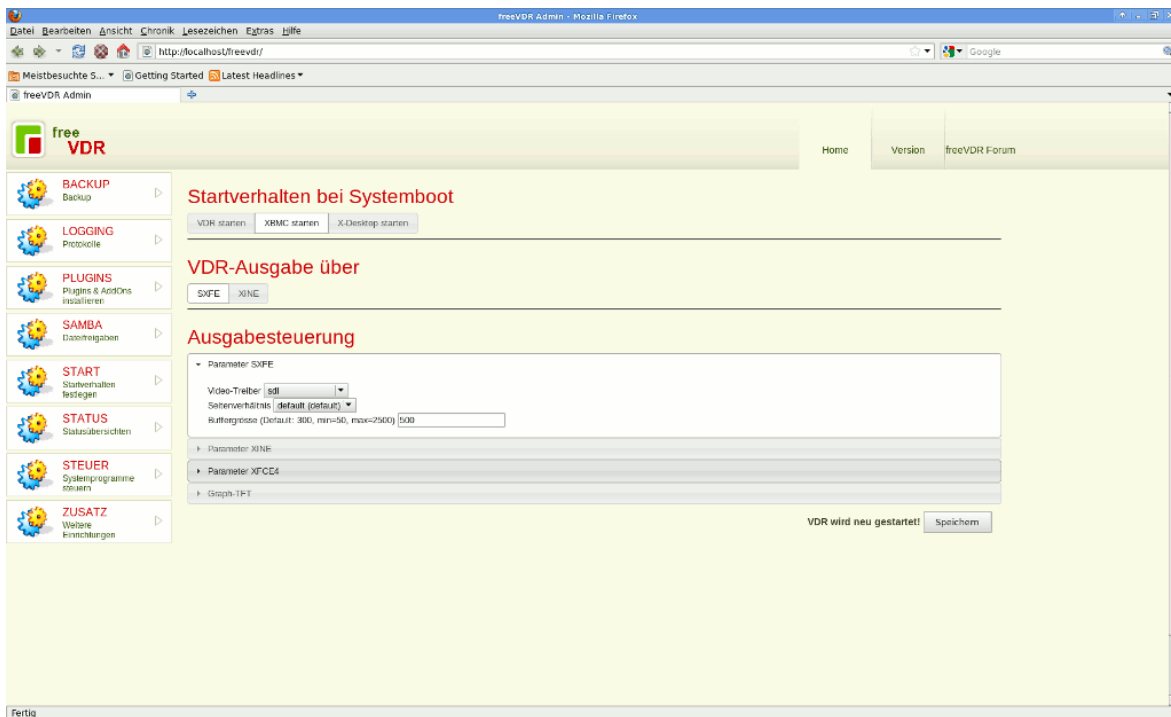 freeVDR Admin - Mozilla Firefox
Datei Bearbeiten Ansicht Chronik Lesezeichen Extras Hilfe
http://localhost/freevdr/
Google
Meistbesuchte S... Getting Started Latest Headlines
freeVDR Admin
free
VDR
Home Version freeVDR Forum
BACKUP
Backup
LOGGING
Protokolle
PLUGINS
Plugins & AddOns
installieren
SAMBA
Dateifreigaben
START
Startverhalten
festlegen
STATUS
Statusübersichten
STEUER
Systemprogramme
steuern
ZUSATZ
Weitere
Einrichtungen
Startverhalten bei Systemboot
VDR starten XBMC starten X-Desktop starten
VDR-Ausgabe über
SXFE XINE
Ausgabesteuerung
Parameter SXFE
Video-Treiber sdl
Seitenverhältnis default (default)
Buffergrösse (Default: 300, min=50, max=2500) 500
Parameter XINE
Parameter XFCE4
Graph-TFT
VDR wird neu gestartet! Speichern
Fertig